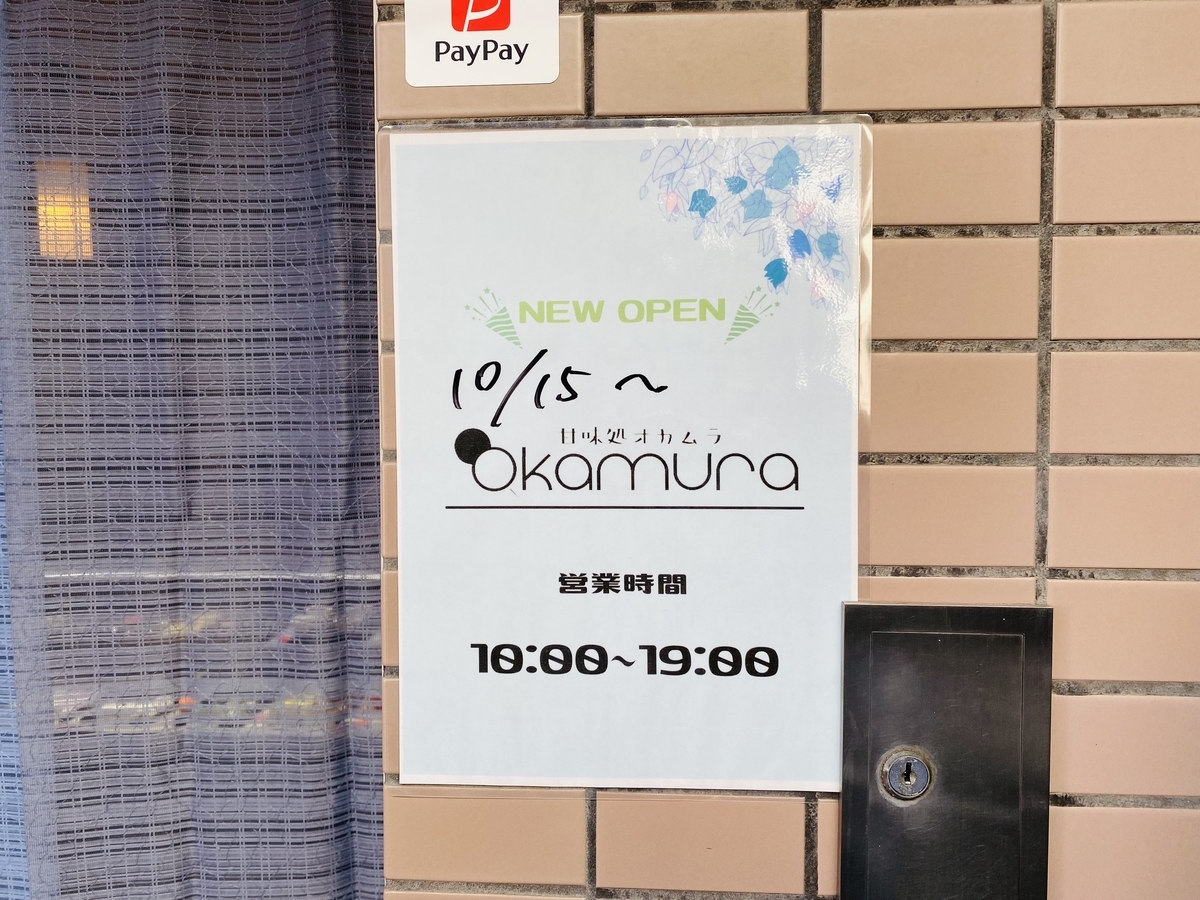 PayPay
NEW OPEN
10/15 〜
甘味処オカムラ
Okamura
営業時間
10:00~19:00